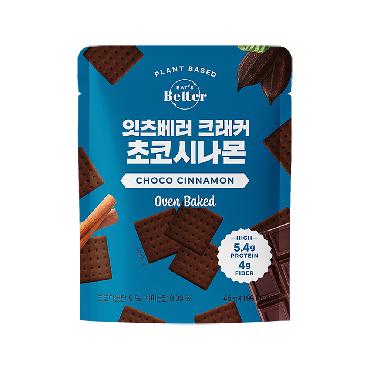 PLANT BASED
EAT'S
Better
잇츠베러 크래커
초코시나몬
CHOCO CINNAMON
Oven Baked
HIGH
5.4g
PROTEIN
4g
FIBER